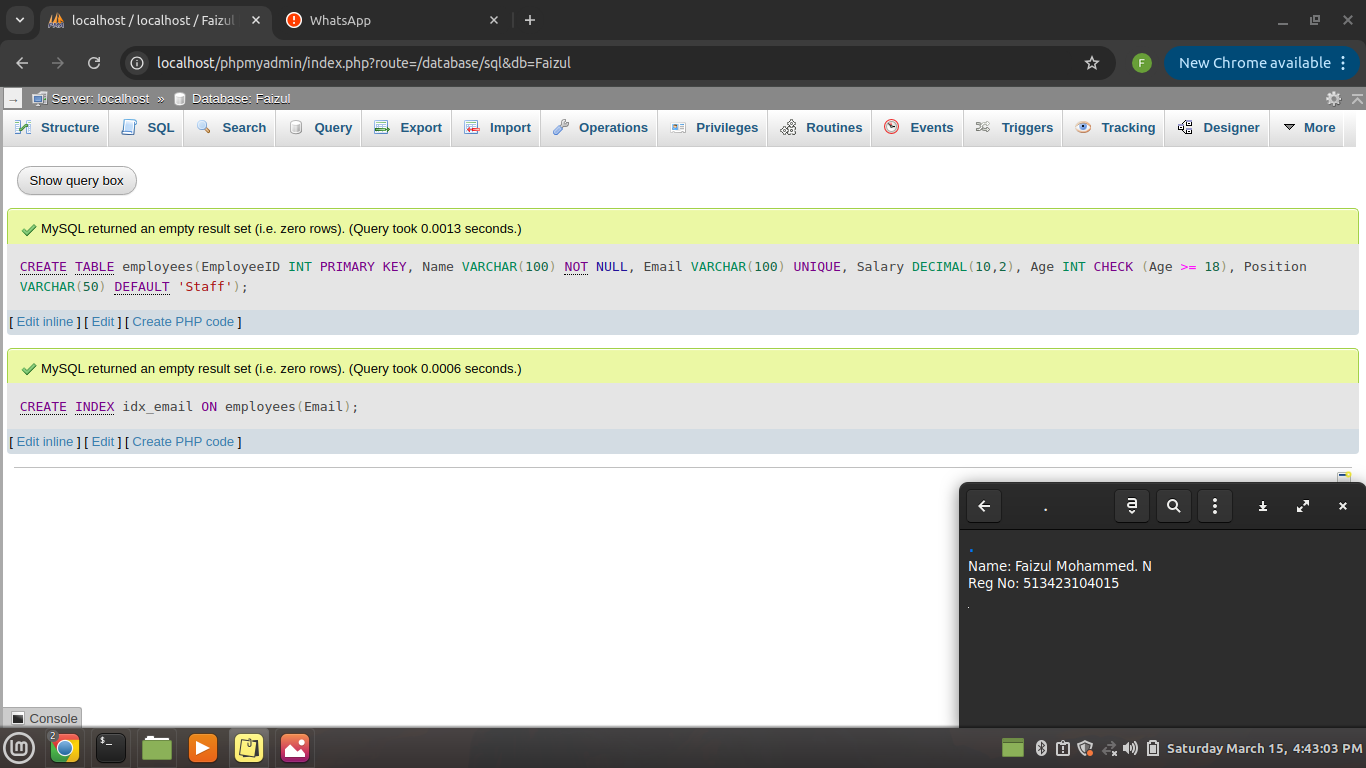 localhost / localhost / Faizul
WhatsApp
localhost/phpmyadmin/index.php?route=/database/sql&db=Faizul
F
New Chrome available
Server: localhost » Database: Faizul
Structure SQL Search Query Export Import Operations Privileges Routines Events Triggers Tracking Designer More
Show query box
MySQL returned an empty result set (i.e. zero rows). (Query took 0.0013 seconds.)
CREATE TABLE employees(EmployeeID INT PRIMARY KEY, Name VARCHAR(100) NOT NULL, Email VARCHAR(100) UNIQUE, Salary DECIMAL(10,2), Age INT CHECK (Age >= 18), Position
VARCHAR(50) DEFAULT 'Staff');
[ Edit inline ] [ Edit ] [ Create PHP code ]
MySQL returned an empty result set (i.e. zero rows). (Query took 0.0006 seconds.)
CREATE INDEX idx_email ON employees(Email);
[ Edit inline ] [ Edit ] [ Create PHP code ]
.
a
.
Name: Faizul Mohammed. N
Reg No: 513423104015
.
Console
2
$_
Saturday March 15, 4:43:03 PM